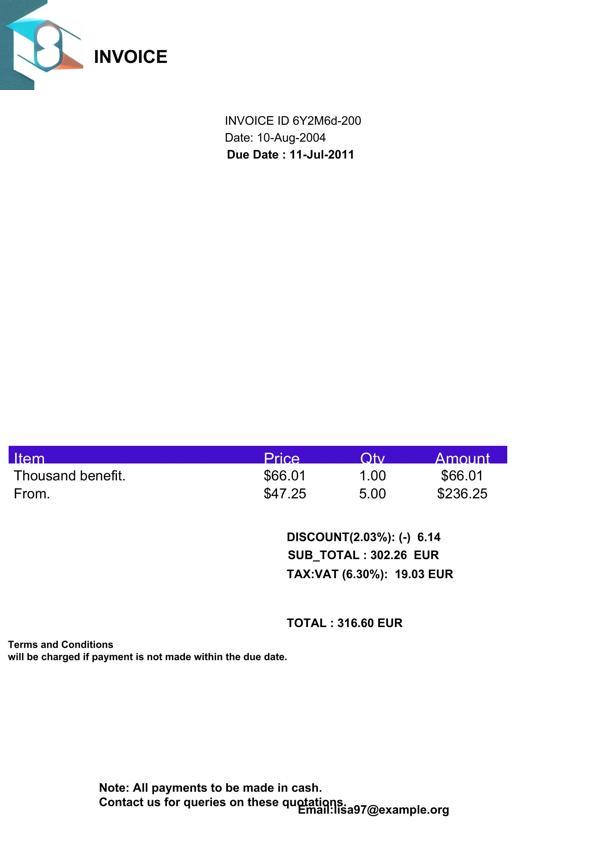 INVOICE
INVOICE ID 6Y2M6d-200
Date: 10-Aug-2004
Due Date : 11-Jul-2011
Item Price Qty Amount
Thousand benefit. $66.01 1.00 $66.01
From. $47.25 5.00 $236.25
DISCOUNT(2.03%): (-) 6.14
SUB_TOTAL : 302.26 EUR
TAX:VAT (6.30%): 19.03 EUR
TOTAL : 316.60 EUR
Terms and Conditions
will be charged if payment is not made within the due date.
Note: All payments to be made in cash.
Contact us for queries on these quotations.
Email:lisa97@example.org